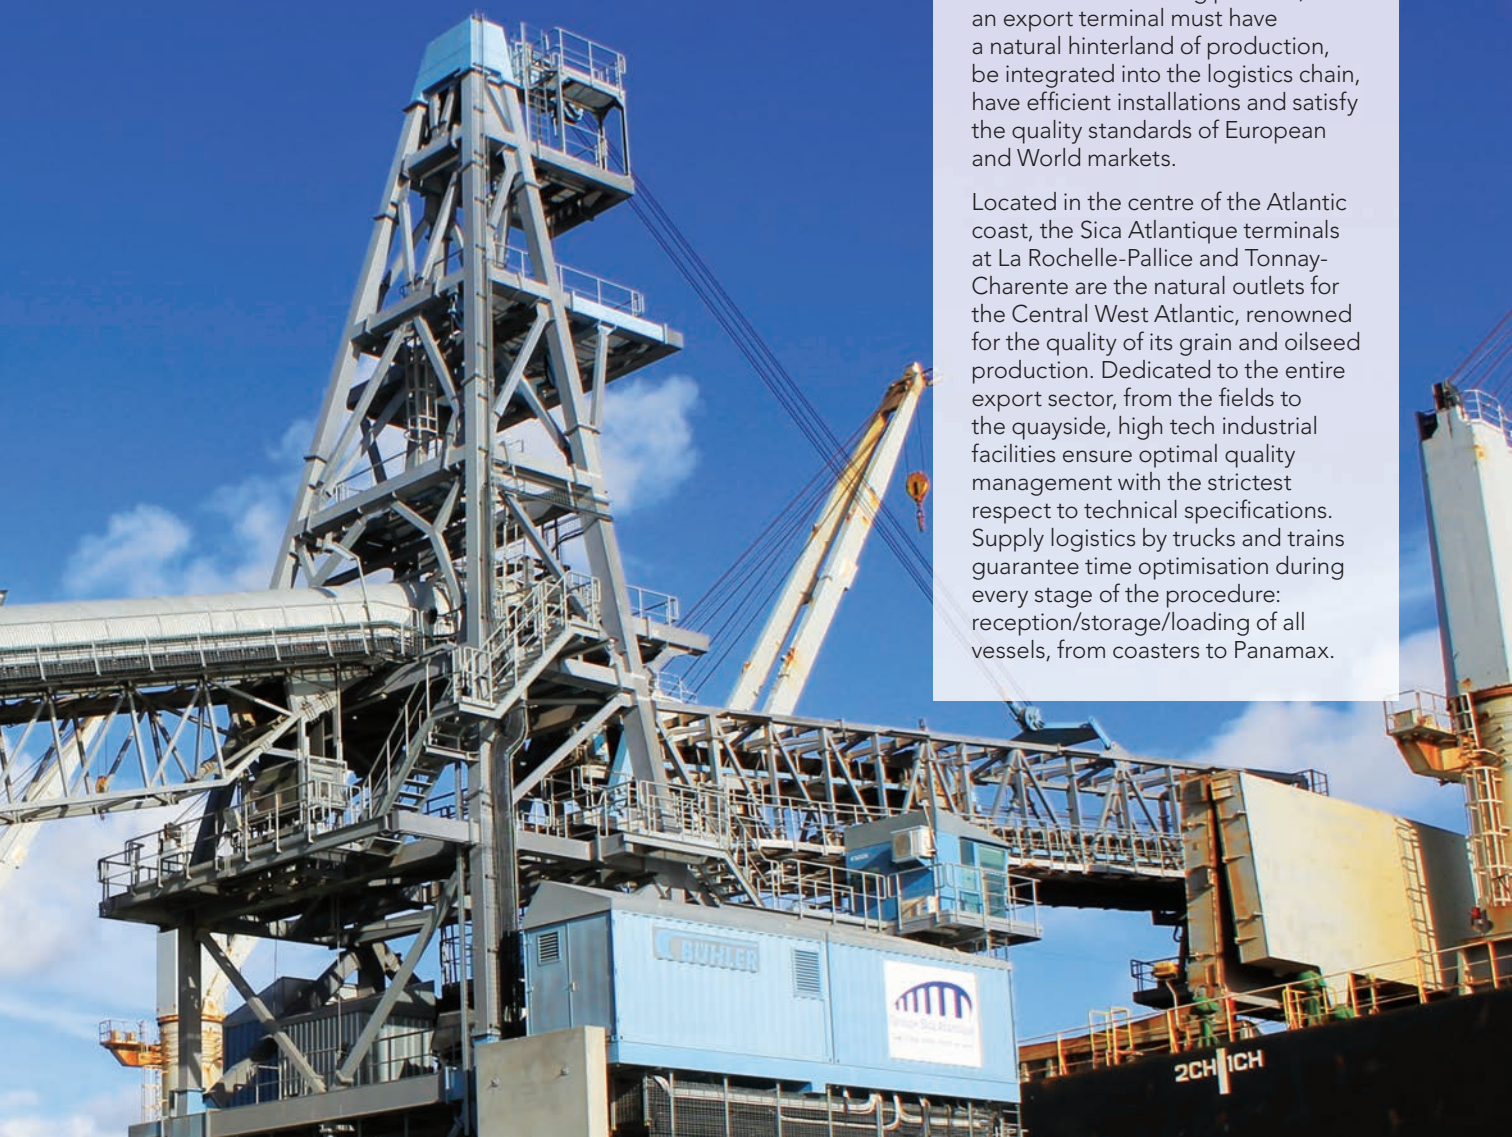 an export terminal must have
a natural hinterland of production,
be integrated into the logistics chain,
have efficient installations and satisfy
the quality standards of European
and World markets.
Located in the centre of the Atlantic
coast, the Sica Atlantique terminals
at La Rochelle-Pallice and Tonnay-
Charente are the natural outlets for
the Central West Atlantic, renowned
for the quality of its grain and oilseed
production. Dedicated to the entire
export sector, from the fields to
the quayside, high tech industrial
facilities ensure optimal quality
management with the strictest
respect to technical specifications.
Supply logistics by trucks and trains
guarantee time optimisation during
every stage of the procedure:
reception/storage/loading of all
vessels, from coasters to Panamax.
BÜHLER
Groupe Sica Atlantique
2CH 1CH